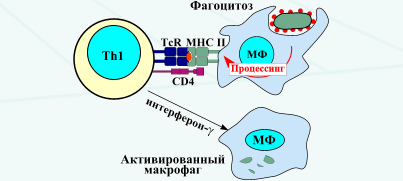 Фагоцитоз
TcR MHC II
Th1
МФ
Процессинг
CD4
интерферон-γ
МФ
Активированный
макрофаг